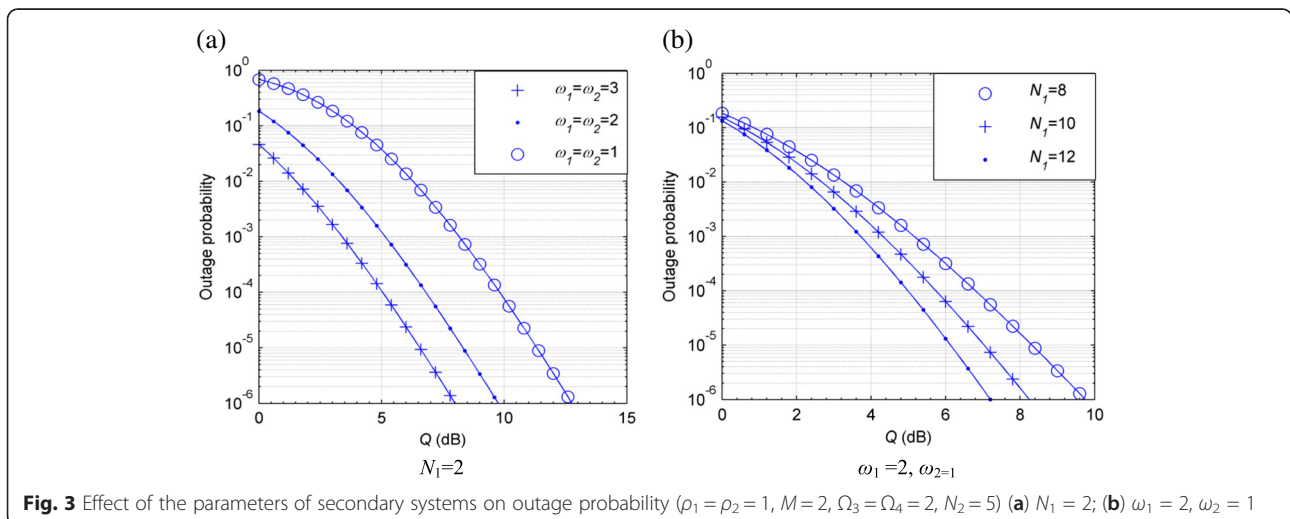 (a)
10^0
10^-1
10^-2
10^-3
10^-4
10^-5
10^-6
Outage probability
ω₁=ω₂=3
ω₁=ω₂=2
ω₁=ω₂=1
0 5 10 15
Q (dB)
N₁=2
(b)
10^0
10^-1
10^-2
10^-3
10^-4
10^-5
10^-6
Outage probability
N₁=8
N₁=10
N₁=12
0 2 4 6 8 10
Q (dB)
ω₁ =2, ω₂₌₁
Fig. 3 Effect of the parameters of secondary systems on outage probability (ρ₁ = ρ₂ = 1, M = 2, Ω₃ = Ω₄ = 2, N₂ = 5) (a) N₁ = 2; (b) ω₁ = 2, ω₂ = 1